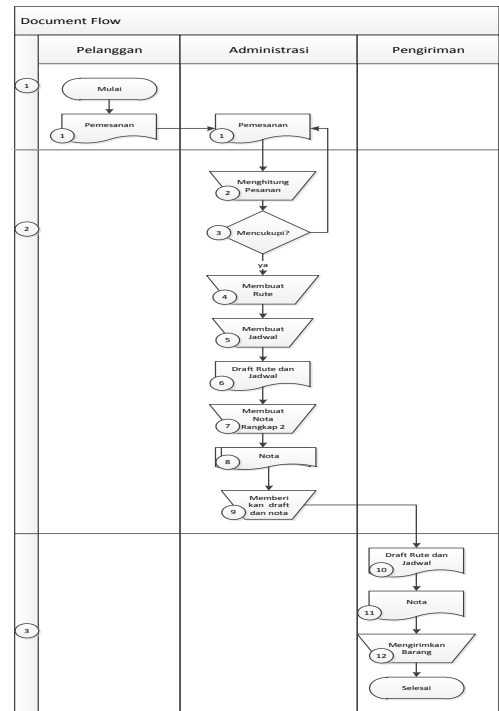 Document Flow
Pelanggan
Administrasi
Pengiriman
1
Mulai
Pemesanan
1
Pemesanan
1
Menghitung
Pesanan
2
2
3
Mencukupi?
ya
Membuat
Rute
4
Membuat
Jadwal
5
Draft Rute dan
Jadwal
6
Membuat
Nota
Rangkap 2
7
Nota
8
Memberi
kan draft
dan nota
9
3
Draft Rute dan
Jadwal
10
Nota
11
Mengirimkan
Barang
12
Selesai